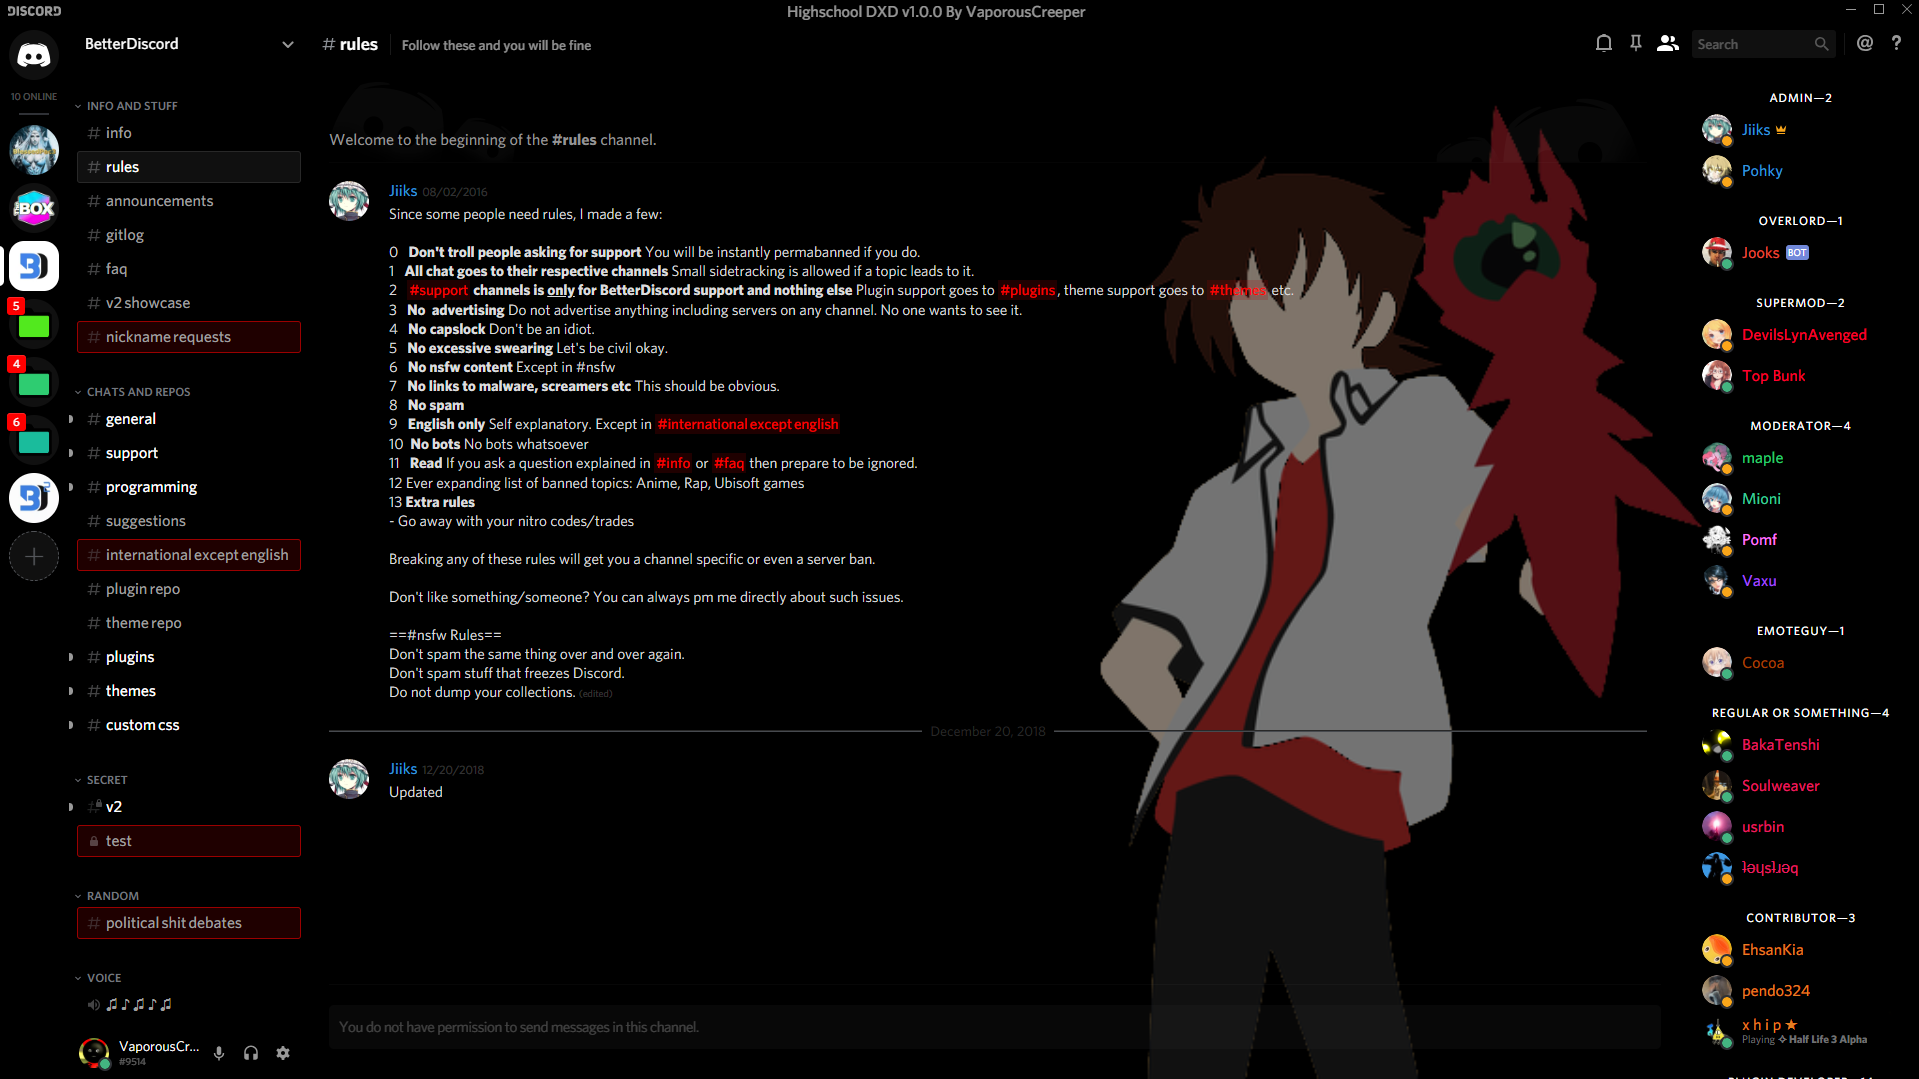 DISCORD
Highschool DXD v1.0.0 By VaporousCreeper
BetterDiscord
# rules
Follow these and you will be fine
Search
@
?
10 ONLINE
BOX
5
4
6
INFO AND STUFF
# info
# rules
# announcements
# gitlog
# faq
# v2 showcase
# nickname requests
CHATS AND REPOS
# general
# support
# programming
# suggestions
# international except english
# plugin repo
# theme repo
# plugins
# themes
# custom css
SECRET
# v2
test
RANDOM
# political shit debates
VOICE
♫ ♪ ♫ ♪ ♫
VaporousCr...
#9514
Welcome to the beginning of the #rules channel.
Jiiks 08/02/2016
Since some people need rules, I made a few:
0 Don't troll people asking for support You will be instantly permabanned if you do.
1 All chat goes to their respective channels Small sidetracking is allowed if a topic leads to it.
2 #support channels is only for BetterDiscord support and nothing else Plugin support goes to #plugins, theme support goes to #themes etc.
3 No advertising Do not advertise anything including servers on any channel. No one wants to see it.
4 No capslock Don't be an idiot.
5 No excessive swearing Let's be civil okay.
6 No nsfw content Except in #nsfw
7 No links to malware, screamers etc This should be obvious.
8 No spam
9 English only Self explanatory. Except in #international except english
10 No bots No bots whatsoever
11 Read If you ask a question explained in #info or #faq then prepare to be ignored.
12 Ever expanding list of banned topics: Anime, Rap, Ubisoft games
13 Extra rules
- Go away with your nitro codes/trades
Breaking any of these rules will get you a channel specific or even a server ban.
Don't like something/someone? You can always pm me directly about such issues.
==#nsfw Rules==
Don't spam the same thing over and over again.
Don't spam stuff that freezes Discord.
Do not dump your collections. (edited)
December 20, 2018
Jiiks 12/20/2018
Updated
You do not have permission to send messages in this channel.
ADMIN—2
Jiiks
Pohky
OVERLORD—1
Jooks BOT
SUPERMOD—2
DevilsLynAvenged
Top Bunk
MODERATOR—4
maple
Mioni
Pomf
Vaxu
EMOTEGUY—1
Cocoa
REGULAR OR SOMETHING—4
BakaTenshi
Soulweaver
usrbin
CONTRIBUTOR—3
EhsanKia
pendo324
x h i p ★
Playing ✧ Half Life 3 Alpha